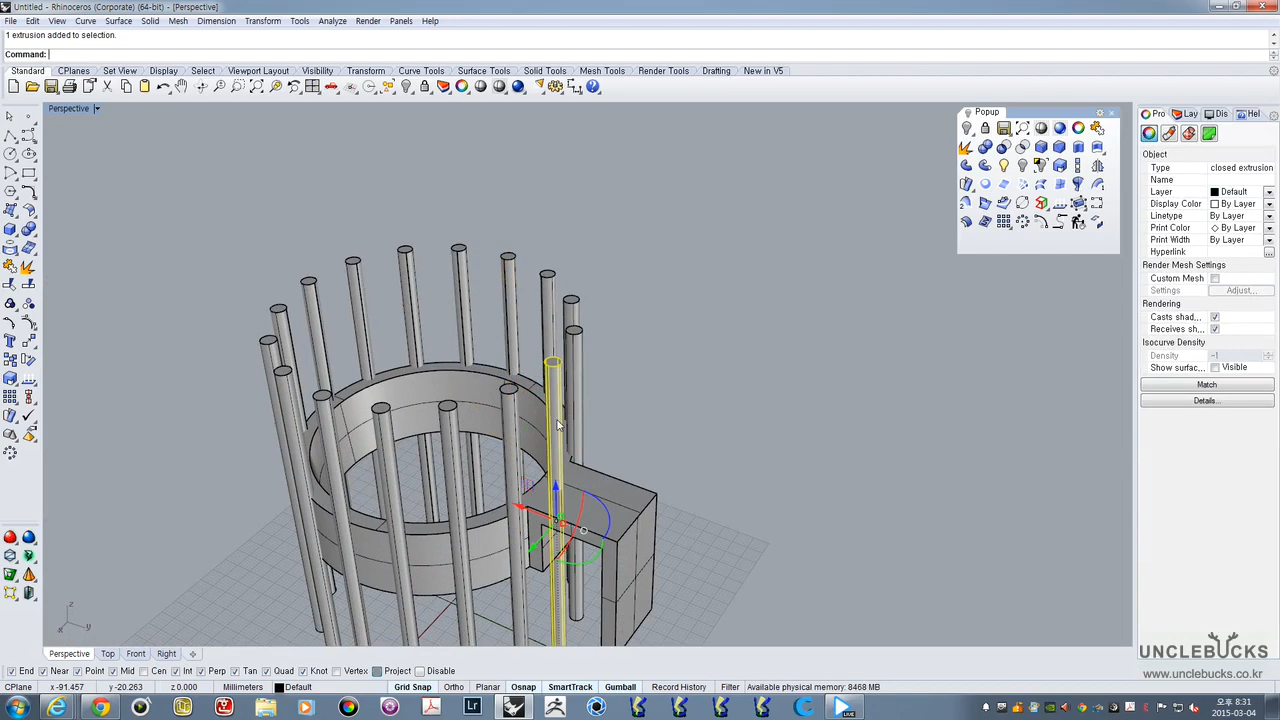 Untitled - Rhinoceros (Corporate) (64-bit) - [Perspective]
File Edit View Curve Surface Solid Mesh Dimension Transform Tools Analyze Render Panels Help
1 extrusion added to selection.
Command:
Standard CPlanes Set View Display Select Viewport Layout Visibility Transform Curve Tools Surface Tools Solid Tools Mesh Tools Render Tools Drafting New in V5
Perspective
Popup
Pro Lay Dis Hel
Object
Type closed extrusion
Name
Layer Default
Display Color By Layer
Linetype By Layer
Print Color By Layer
Print Width By Layer
Hyperlink
Render Mesh Settings
Custom Mesh
Settings Adjust...
Rendering
Casts shad...
Receives sh...
Isocurve Density
Density -1
Show surfac... Visible
Match
Details...
z
x y
UNCLEBUCKS
www.unclebucks.co.kr
Perspective Top Front Right
End Near Point Mid Cen Int Perp Tan Quad Knot Vertex Project Disable
CPlane x -91.457 y -20.263 z 0.000 Millimeters Default Grid Snap Ortho Planar Osnap SmartTrack Gumball Record History Filter Available physical memory: 8468 MB
Lr LIVE
오후 8:31
2015-03-04